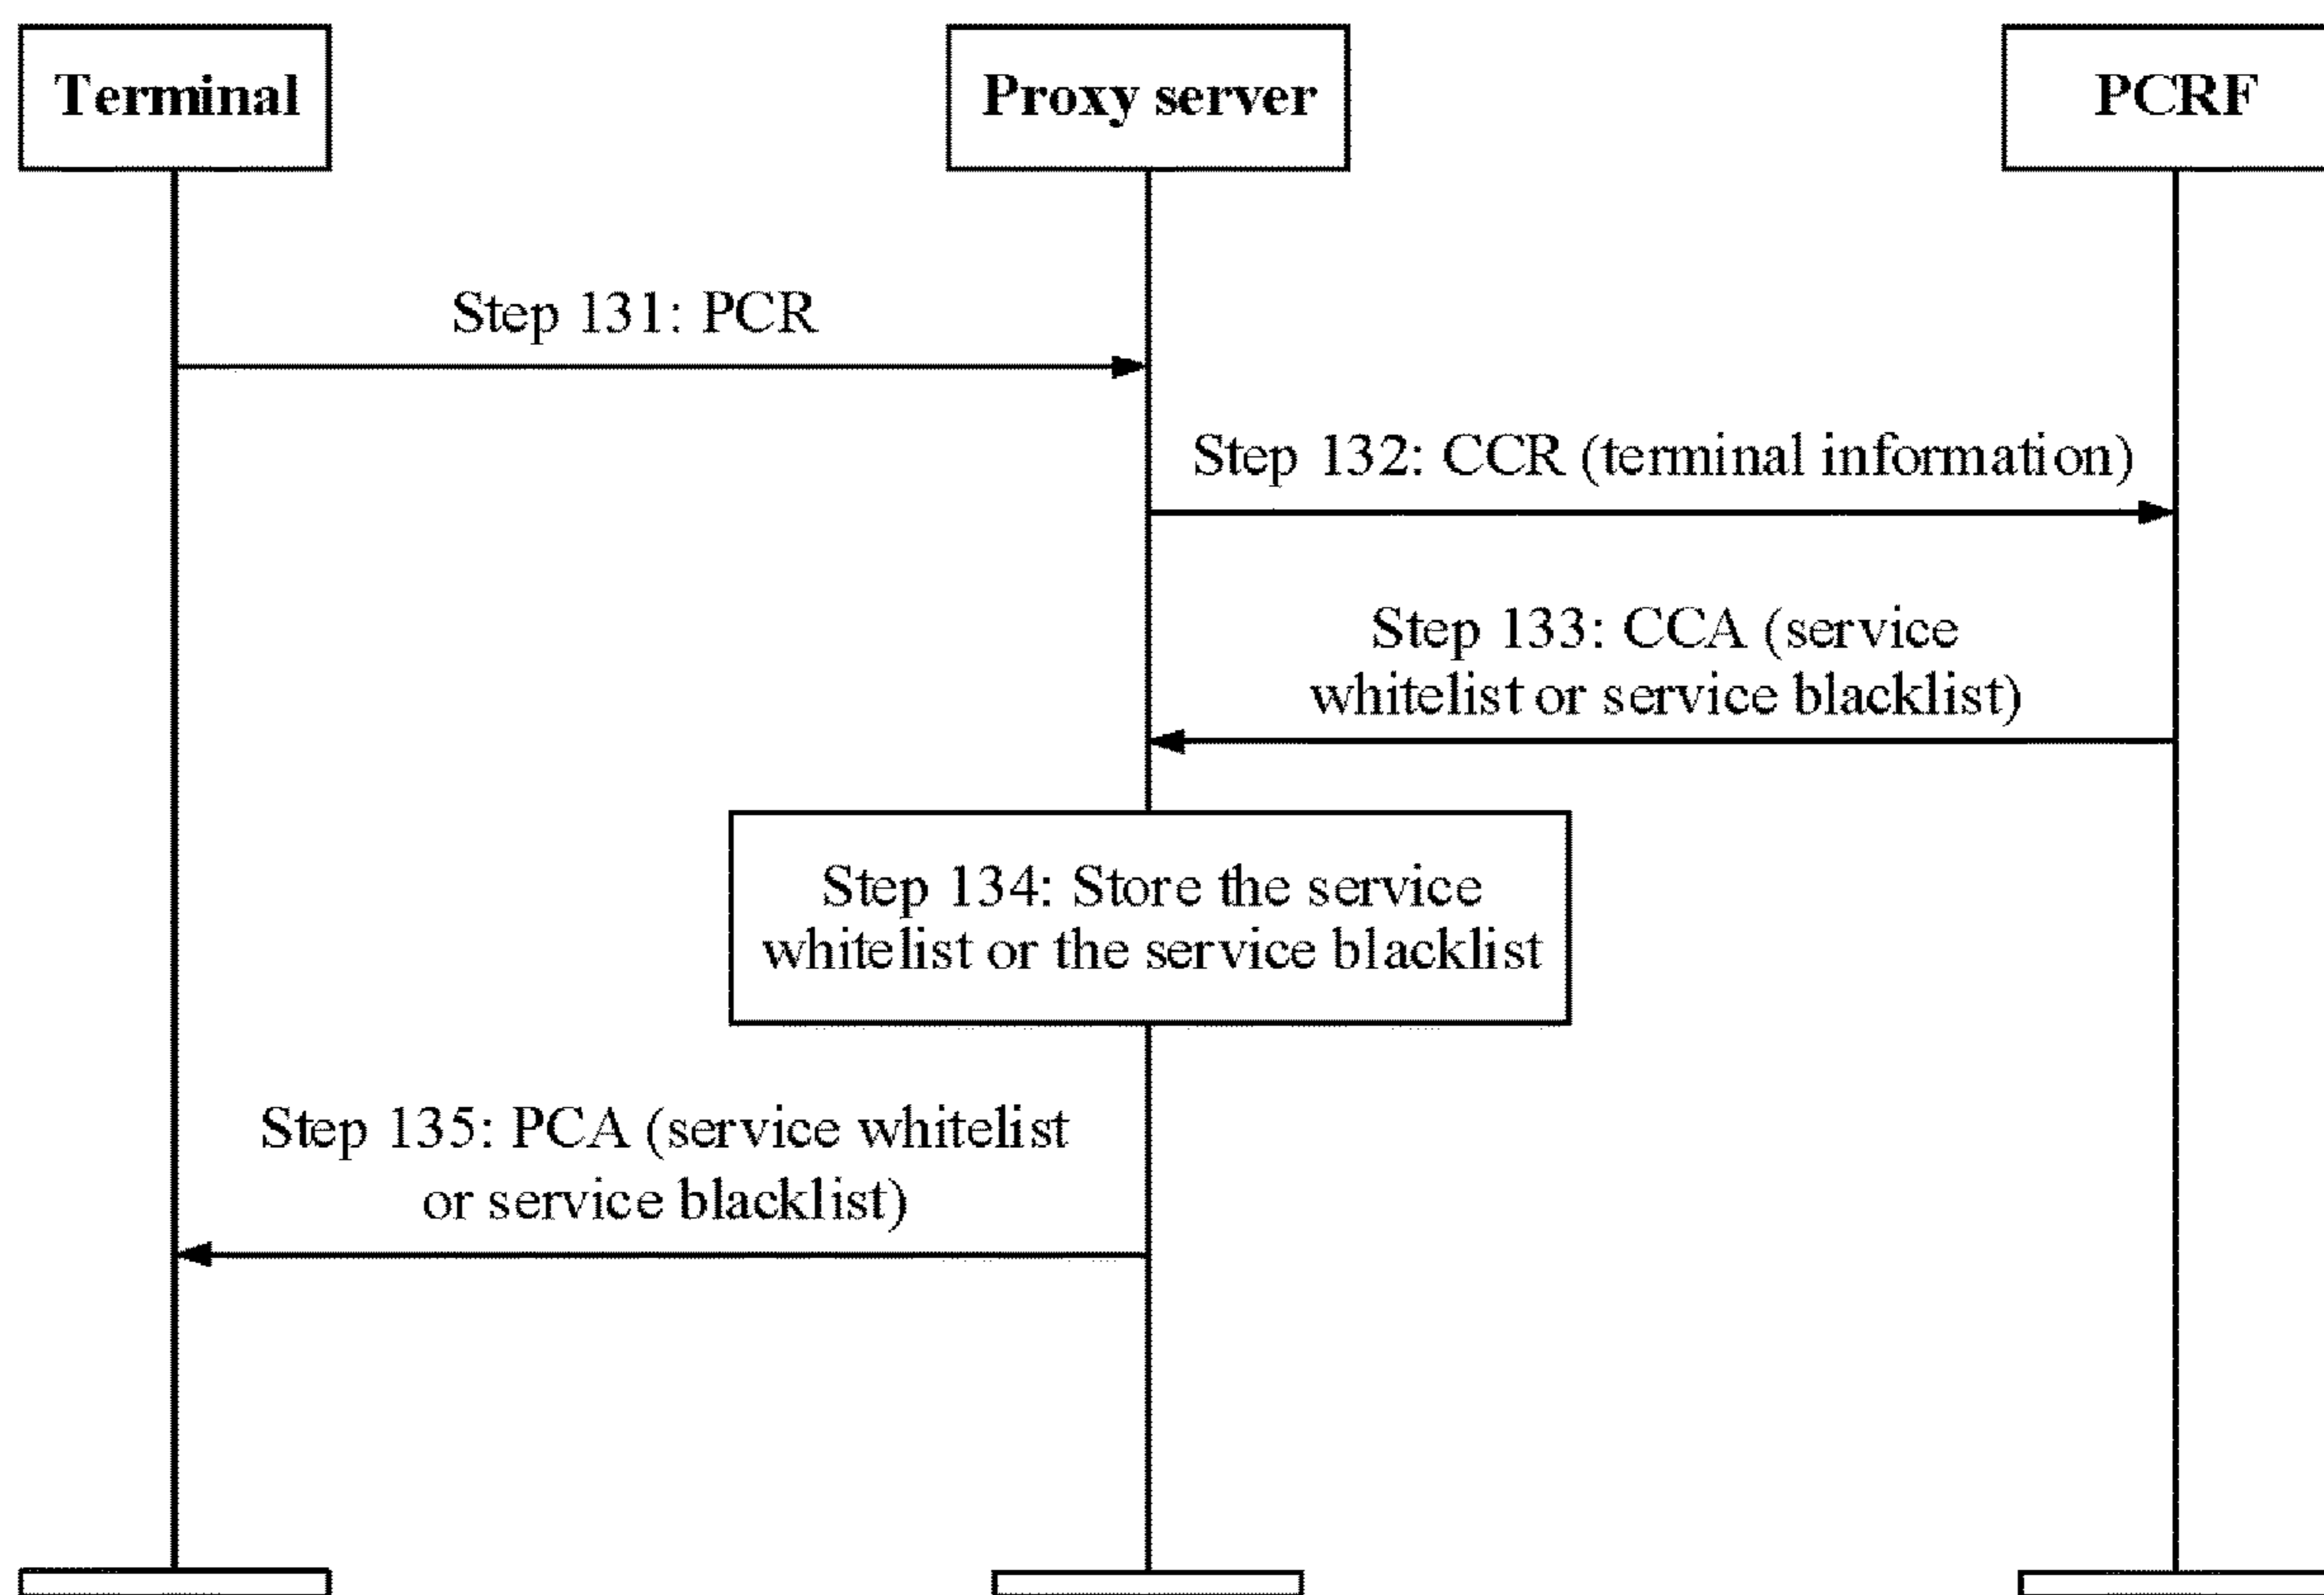 Terminal
Proxy server
PCRF
Step 131: PCR
Step 132: CCR (terminal information)
Step 133: CCA (service
whitelist or service blacklist)
Step 134: Store the service
whitelist or the service blacklist
Step 135: PCA (service whitelist
or service blacklist)